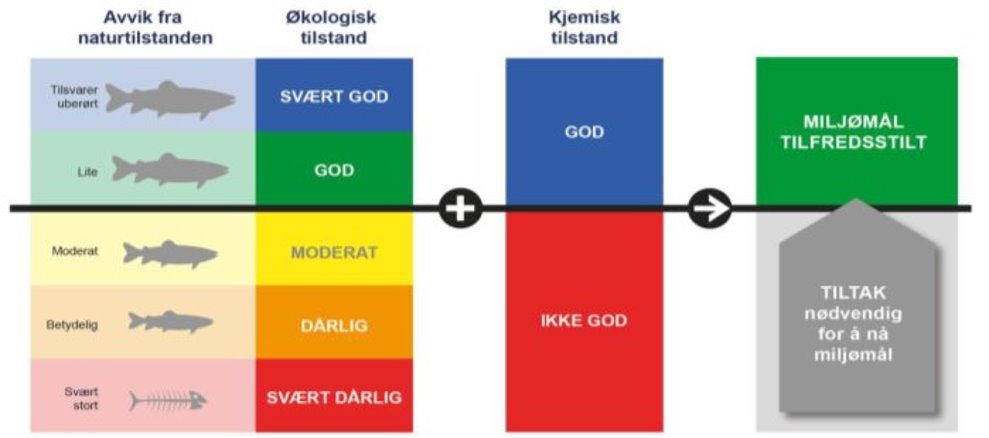 Avvik fra
naturtilstanden
Økologisk
tilstand
Kjemisk
tilstand
Tilsvarer
uberørt
SVÆRT GOD
Lite
GOD
Moderat
MODERAT
Betydelig
DÅRLIG
Svært
stort
SVÆRT DÅRLIG
GOD
IKKE GOD
MILJØMÅL
TILFREDSSTILT
TILTAK
nødvendig
for å nå
miljømål